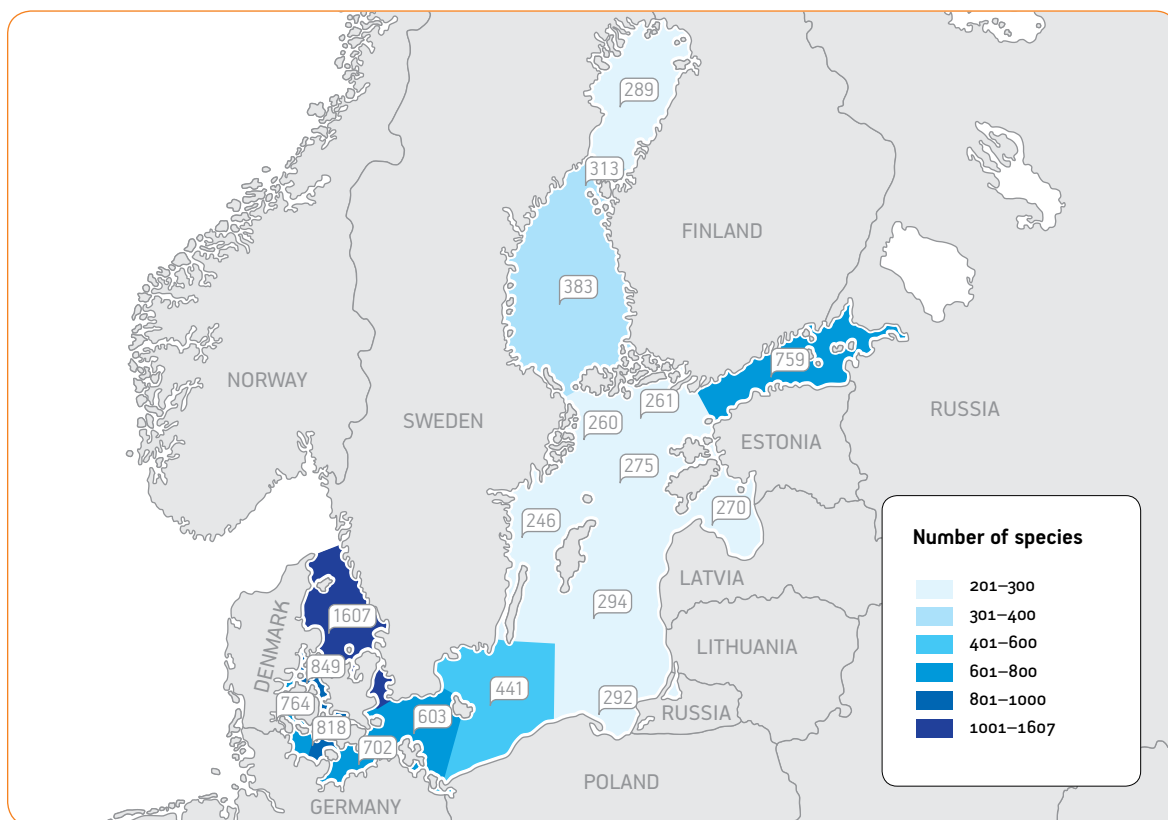 289
313
FINLAND
383
759
NORWAY
261
RUSSIA
SWEDEN
260
ESTONIA
275
270
246
Number of species
201–300
301–400
401–600
601–800
801–1000
1001–1607
LATVIA
294
1607
DENMARK
LITHUANIA
849
441
292
RUSSIA
764
603
818
702
POLAND
GERMANY